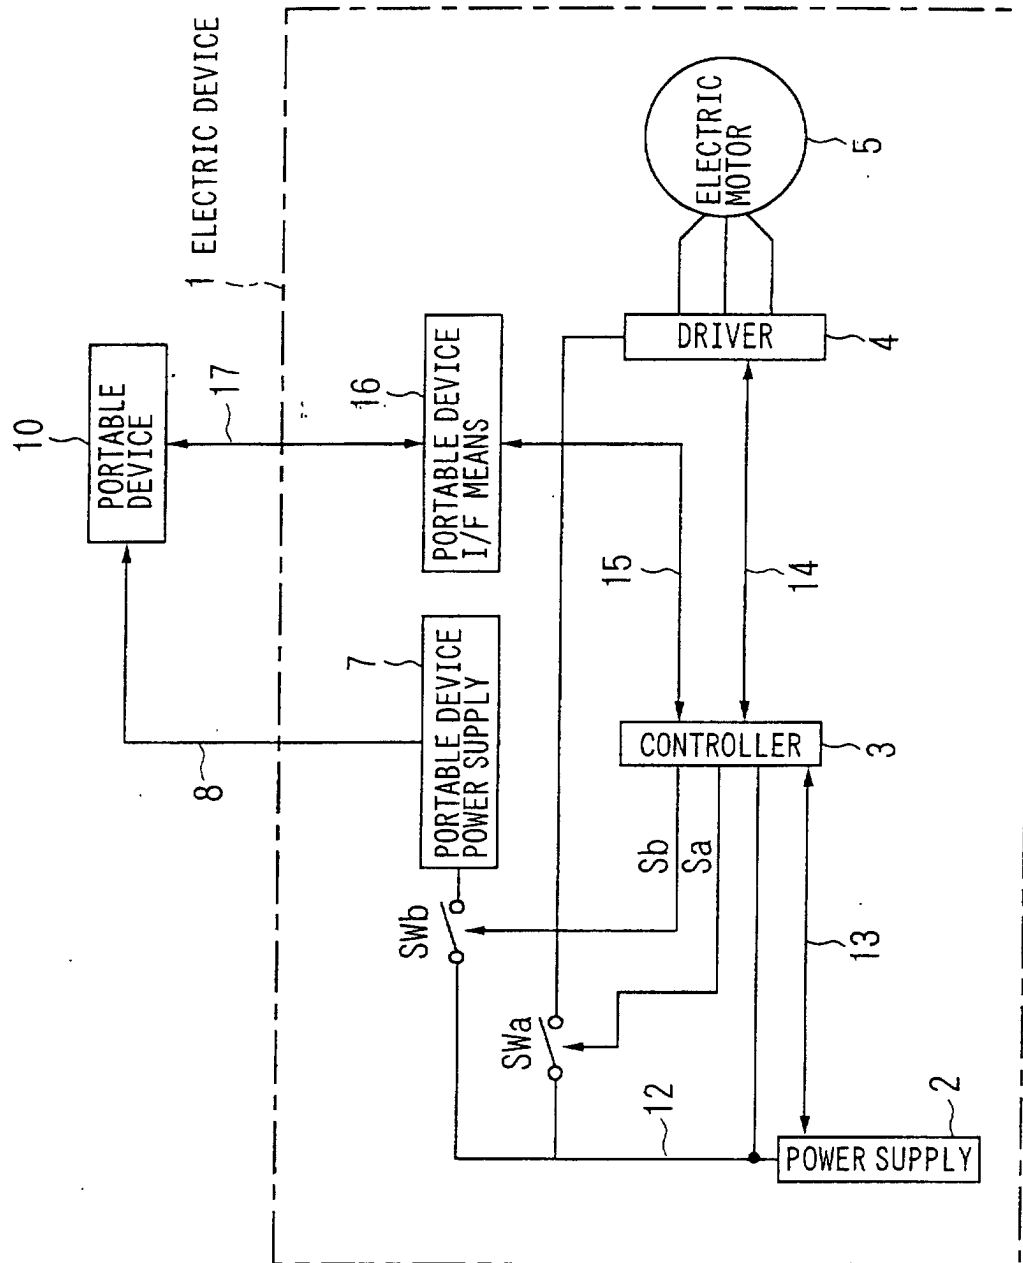 10
PORTABLE
DEVICE
1 ELECTRIC DEVICE
8
17
7
PORTABLE DEVICE
POWER SUPPLY
16
PORTABLE DEVICE
I/F MEANS
SWb
SWa
Sb
Sa
15
12
CONTROLLER
3
14
DRIVER
4
ELECTRIC
MOTOR
5
13
POWER SUPPLY
2